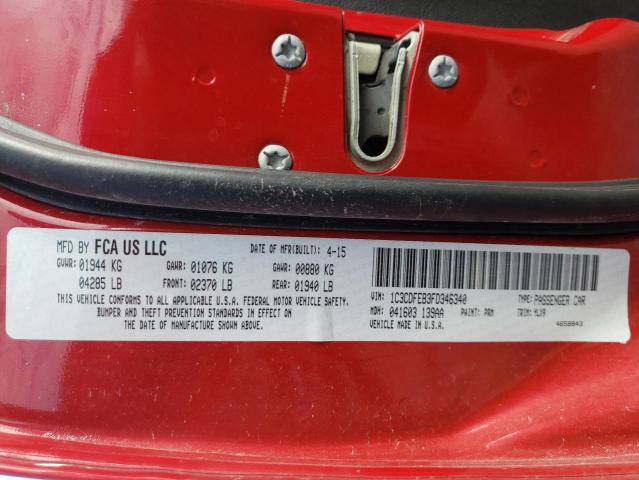 MFD BY FCA US LLC DATE OF MFR(BUILT): 4-15
GVWR: 01944 KG GAWR: 01076 KG GAWR: 00880 KG
04285 LB FRONT: 02370 LB REAR: 01940 LB
THIS VEHICLE CONFORMS TO ALL APPLICABLE U.S.A. FEDERAL MOTOR VEHICLE SAFETY,
BUMPER AND THEFT PREVENTION STANDARDS IN EFFECT ON
THE DATE OF MANUFACTURE SHOWN ABOVE.
VIN: 1C3CDFEB3FD346340 TYPE: PASSENGER CAR
MDH: 041603 139AA PAINT: PRM TRIM: HLX9
VEHICLE MADE IN: U.S.A. 4658843